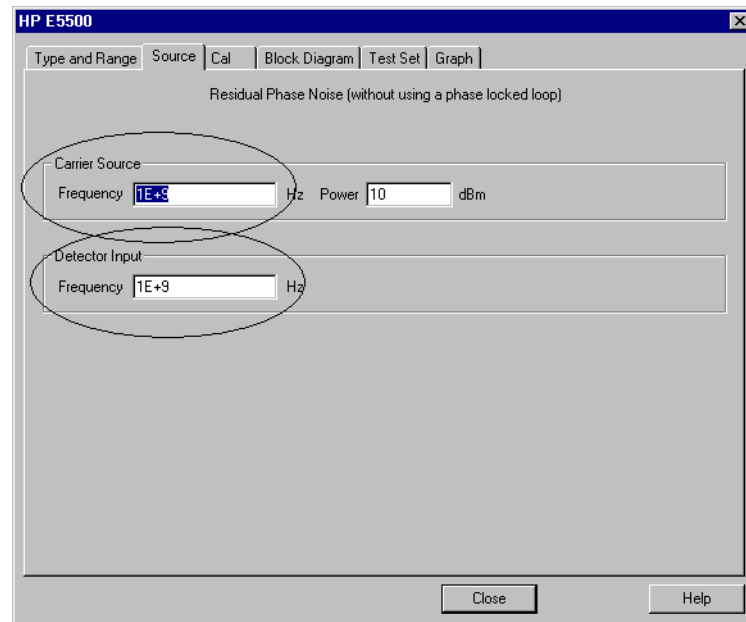 HP E5500
Type and Range Source Cal Block Diagram Test Set Graph
Residual Phase Noise (without using a phase locked loop)
Carrier Source
Frequency 1E+9 Hz Power 10 dBm
Detector Input
Frequency 1E+9 Hz
Close Help